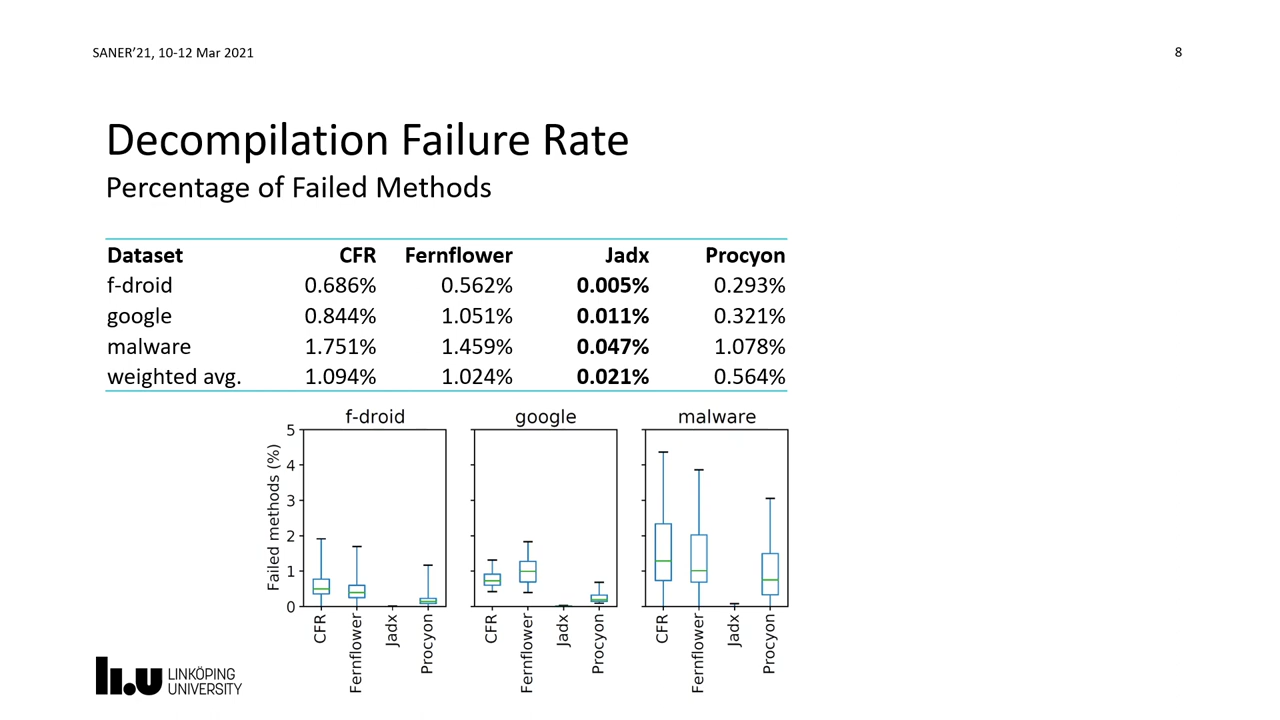 SANER’21, 10-12 Mar 2021
8
Decompilation Failure Rate
Percentage of Failed Methods
Dataset CFR Fernflower Jadx Procyon
f-droid 0.686% 0.562% 0.005% 0.293%
google 0.844% 1.051% 0.011% 0.321%
malware 1.751% 1.459% 0.047% 1.078%
weighted avg. 1.094% 1.024% 0.021% 0.564%
f-droid google malware
Failed methods (%)
5
4
3
2
1
0
CFR Fernflower Jadx Procyon CFR Fernflower Jadx Procyon CFR Fernflower Jadx Procyon
li.u LINKÖPING
UNIVERSITY